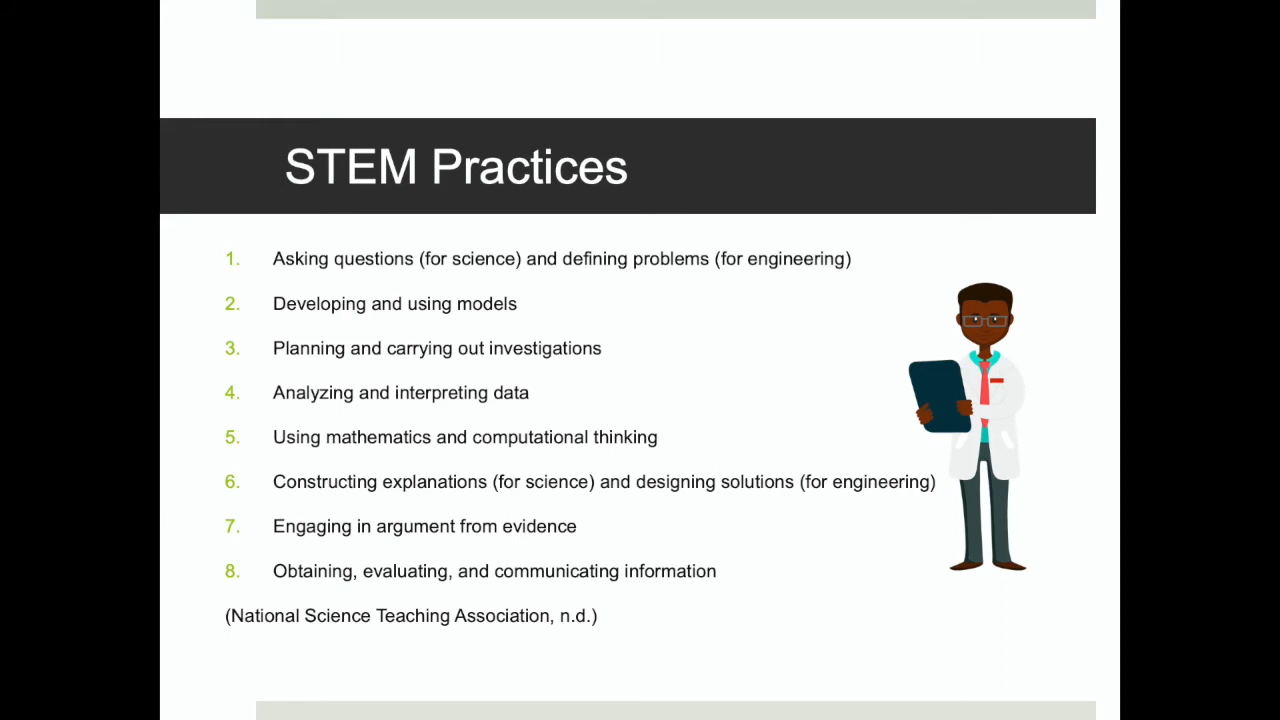 STEM Practices
1. Asking questions (for science) and defining problems (for engineering)
2. Developing and using models
3. Planning and carrying out investigations
4. Analyzing and interpreting data
5. Using mathematics and computational thinking
6. Constructing explanations (for science) and designing solutions (for engineering)
7. Engaging in argument from evidence
8. Obtaining, evaluating, and communicating information
(National Science Teaching Association, n.d.)